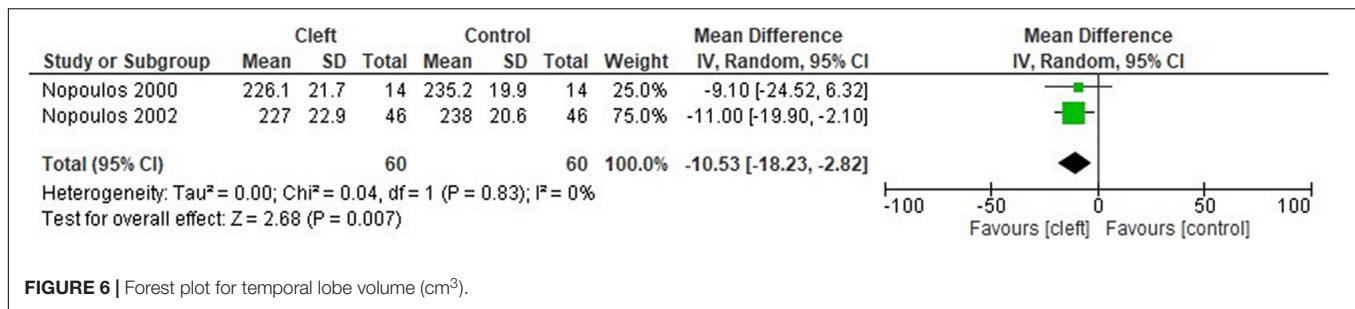 Cleft Control Mean Difference Mean Difference
Study or Subgroup Mean SD Total Mean SD Total Weight IV, Random, 95% CI IV, Random, 95% CI
Nopoulos 2000 226.1 21.7 14 235.2 19.9 14 25.0% -9.10 [-24.52, 6.32]
Nopoulos 2002 227 22.9 46 238 20.6 46 75.0% -11.00 [-19.90, -2.10]
Total (95% CI) 60 60 100.0% -10.53 [-18.23, -2.82]
Heterogeneity: Tau² = 0.00; Chi² = 0.04, df = 1 (P = 0.83); I² = 0%
Test for overall effect: Z = 2.68 (P = 0.007)
-100 -50 0 50 100
Favours [cleft] Favours [control]
FIGURE 6 | Forest plot for temporal lobe volume (cm³).